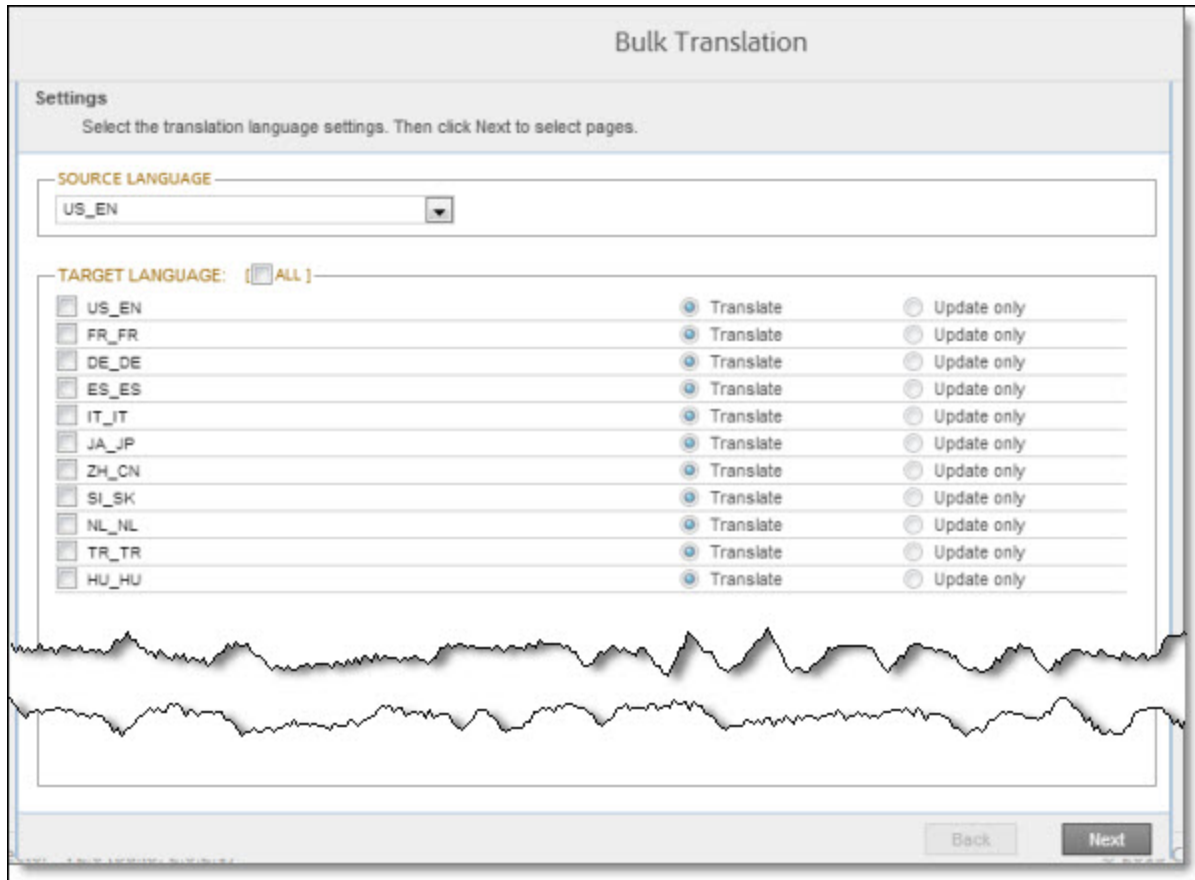 Bulk Translation
Settings
Select the translation language settings. Then click Next to select pages.
SOURCE LANGUAGE
US_EN
TARGET LANGUAGE: [ ALL ]
US_EN Translate Update only
FR_FR Translate Update only
DE_DE Translate Update only
ES_ES Translate Update only
IT_IT Translate Update only
JA_JP Translate Update only
ZH_CN Translate Update only
SI_SK Translate Update only
NL_NL Translate Update only
TR_TR Translate Update only
HU_HU Translate Update only
Back Next